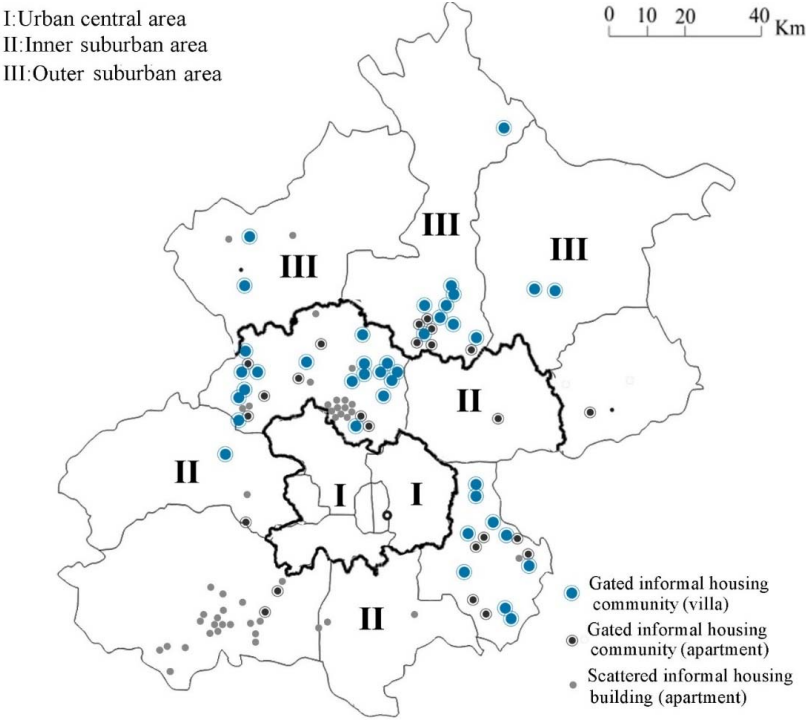 I:Urban central area
II:Inner suburban area
III:Outer suburban area
0 10 20 40 Km
III
III
III
II
II
I
I
II
Gated informal housing
community (villa)
Gated informal housing
community (apartment)
Scattered informal housing
building (apartment)